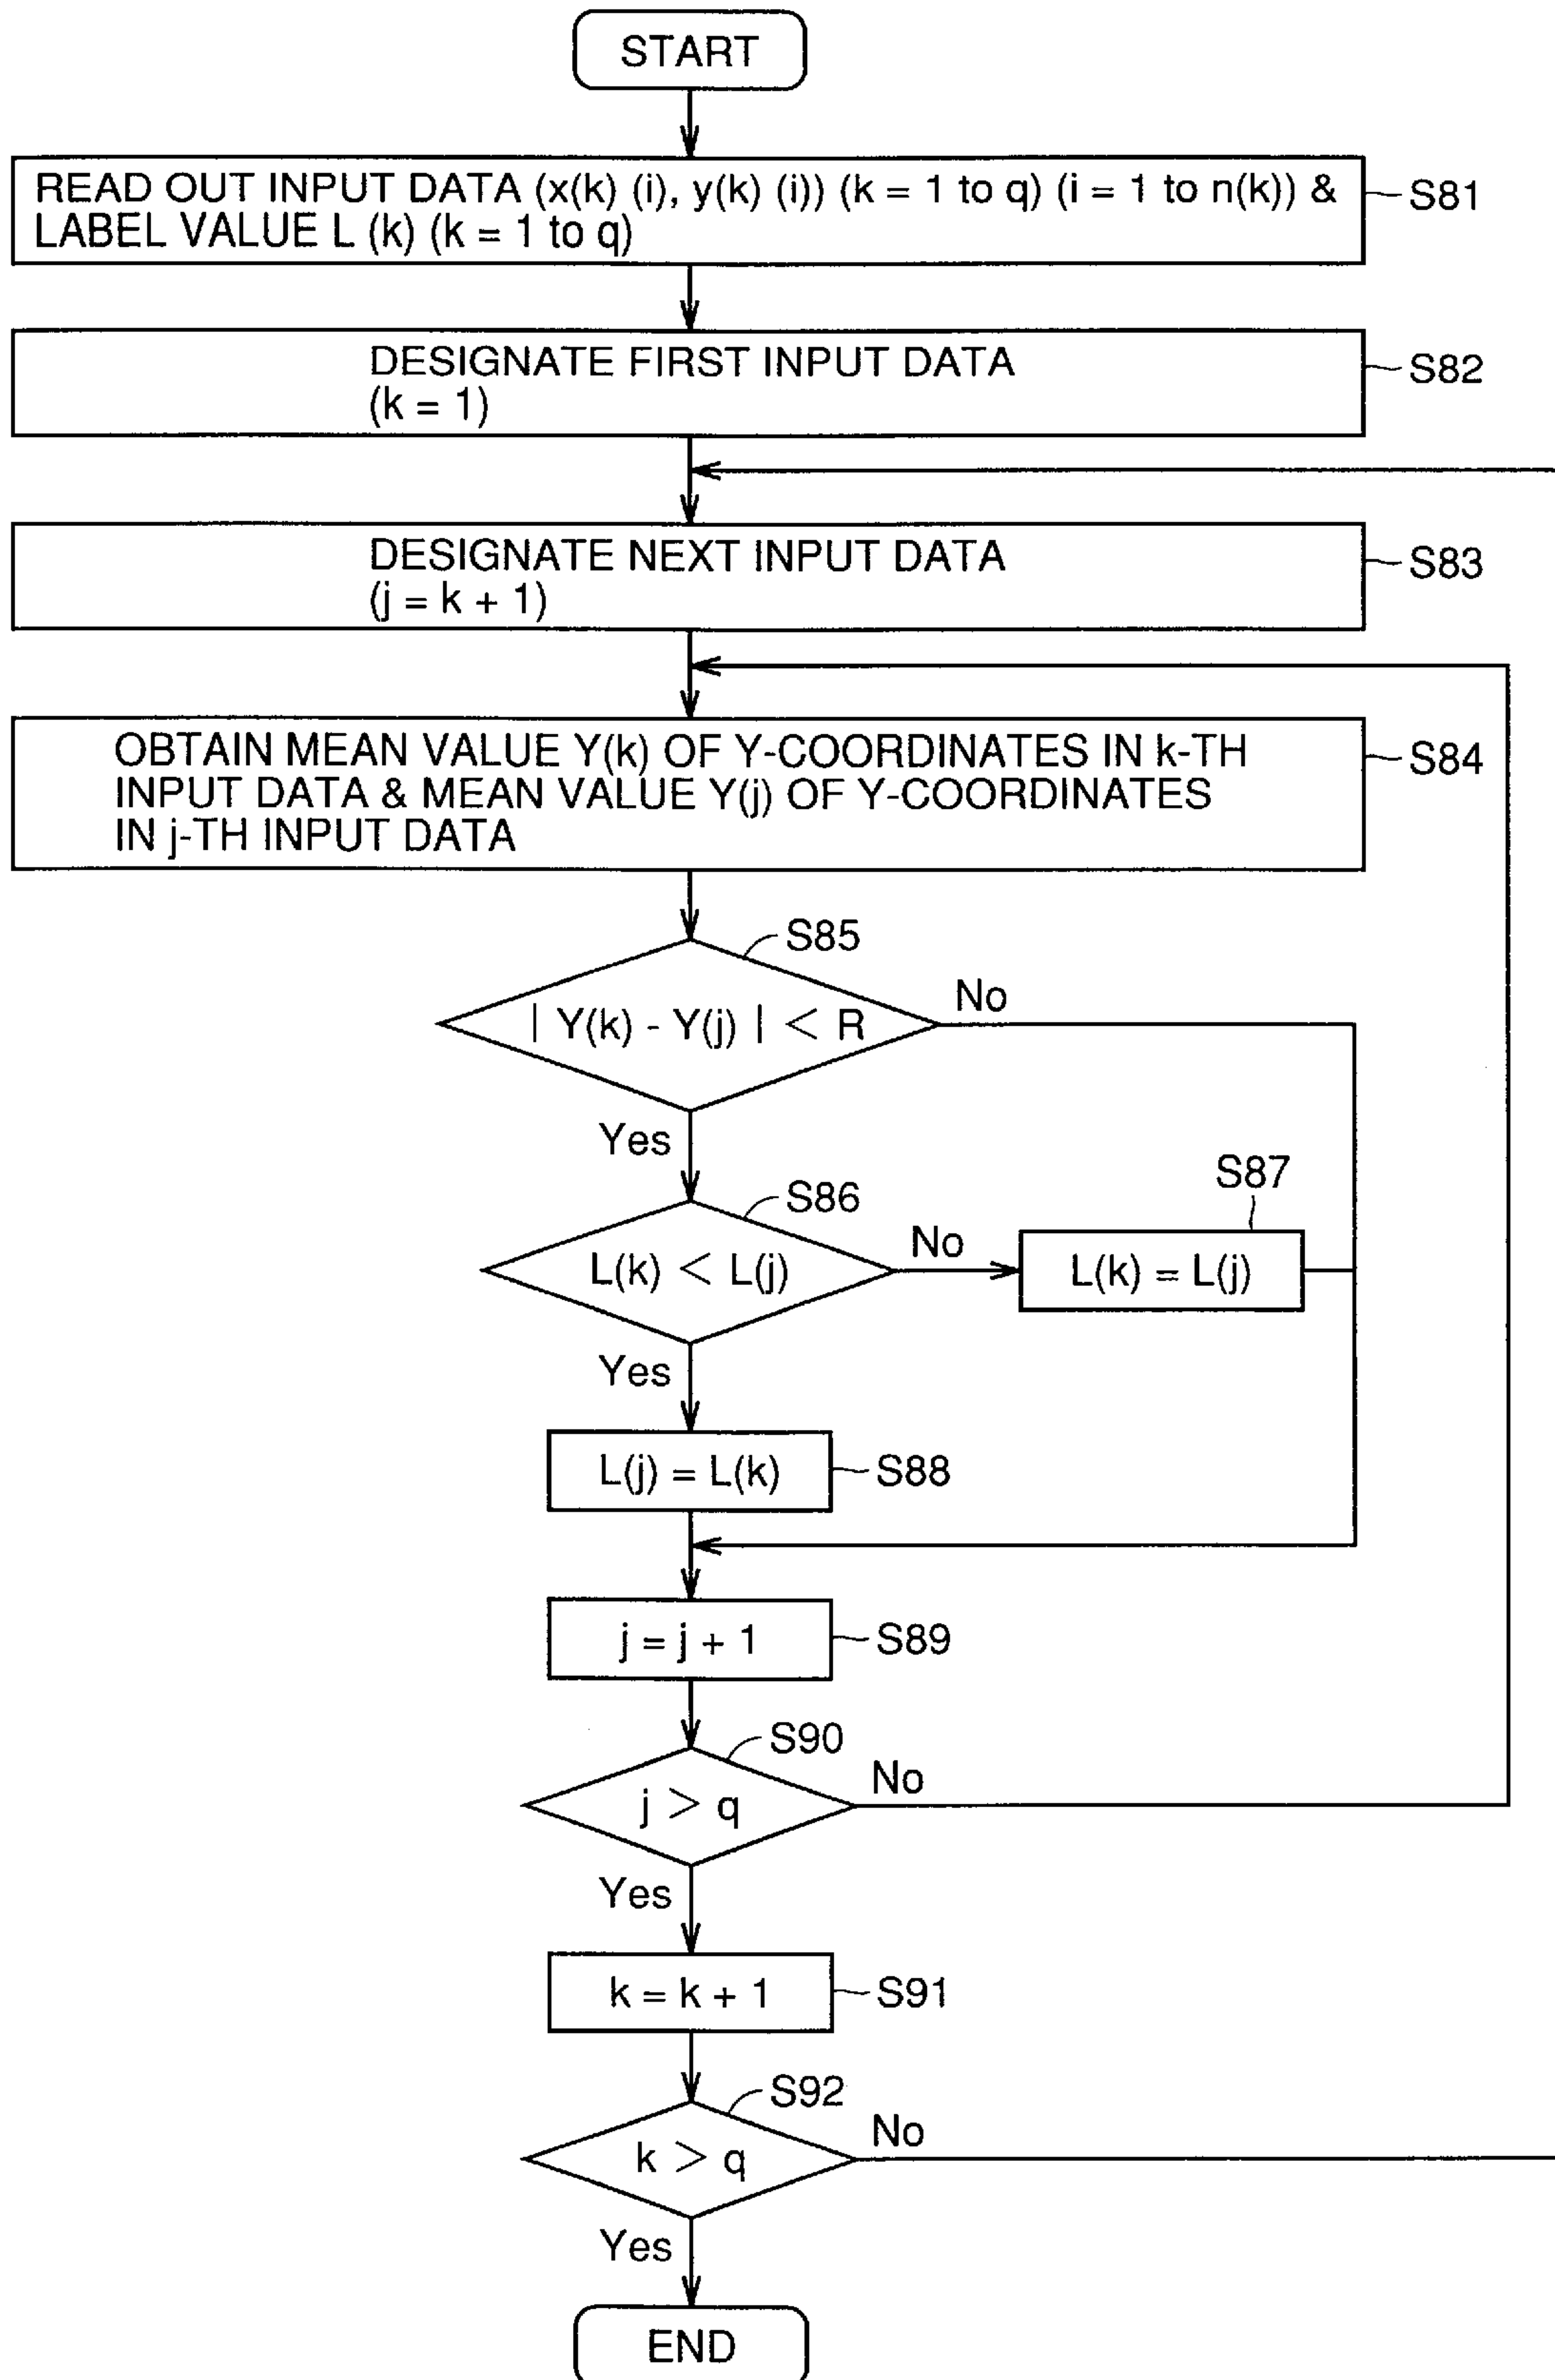 START
READ OUT INPUT DATA (x(k) (i), y(k) (i)) (k = 1 to q) (i = 1 to n(k)) &
LABEL VALUE L (k) (k = 1 to q)
S81
DESIGNATE FIRST INPUT DATA
(k = 1)
S82
DESIGNATE NEXT INPUT DATA
(j = k + 1)
S83
OBTAIN MEAN VALUE Y(k) OF Y-COORDINATES IN k-TH
INPUT DATA & MEAN VALUE Y(j) OF Y-COORDINATES
IN j-TH INPUT DATA
S84
S85
| Y(k) - Y(j) | < R
No
Yes
S86
L(k) < L(j)
No
S87
L(k) = L(j)
Yes
L(j) = L(k)
S88
j = j + 1
S89
S90
j > q
No
Yes
k = k + 1
S91
S92
k > q
No
Yes
END